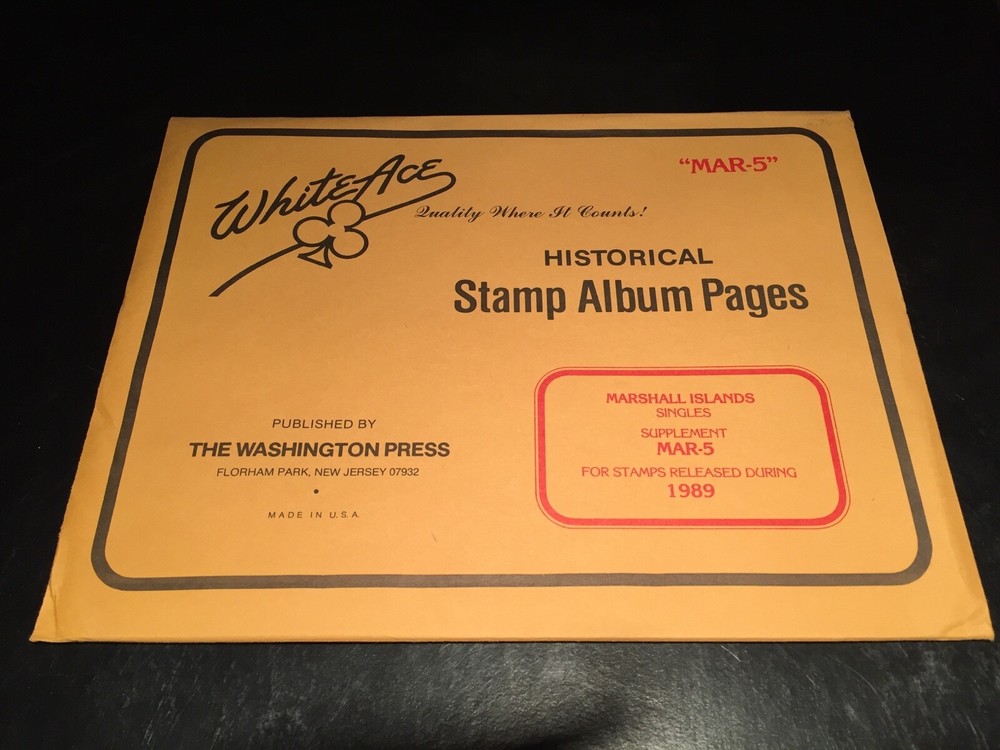 White Ace
"MAR-5"
Quality Where It Counts!
HISTORICAL
Stamp Album Pages
PUBLISHED BY
THE WASHINGTON PRESS
FLORHAM PARK, NEW JERSEY 07932
MADE IN U.S.A.
MARSHALL ISLANDS
SINGLES
SUPPLEMENT
MAR-5
FOR STAMPS RELEASED DURING
1989